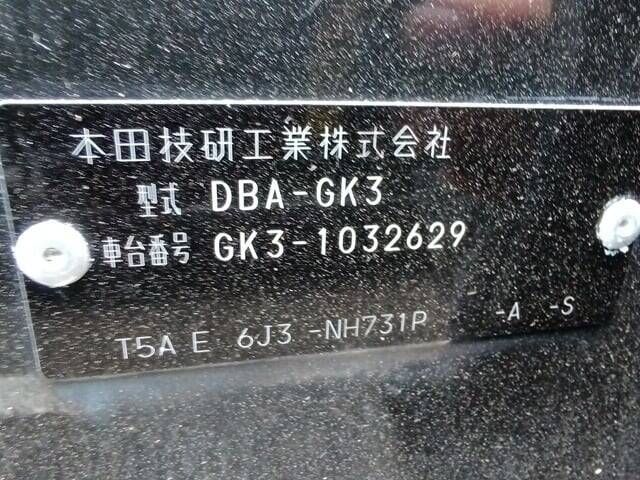 本田技研工業株式会社
型式 DBA-GK3
車台番号 GK3-1032629
T5A E 6J3 -NH731P -A -S